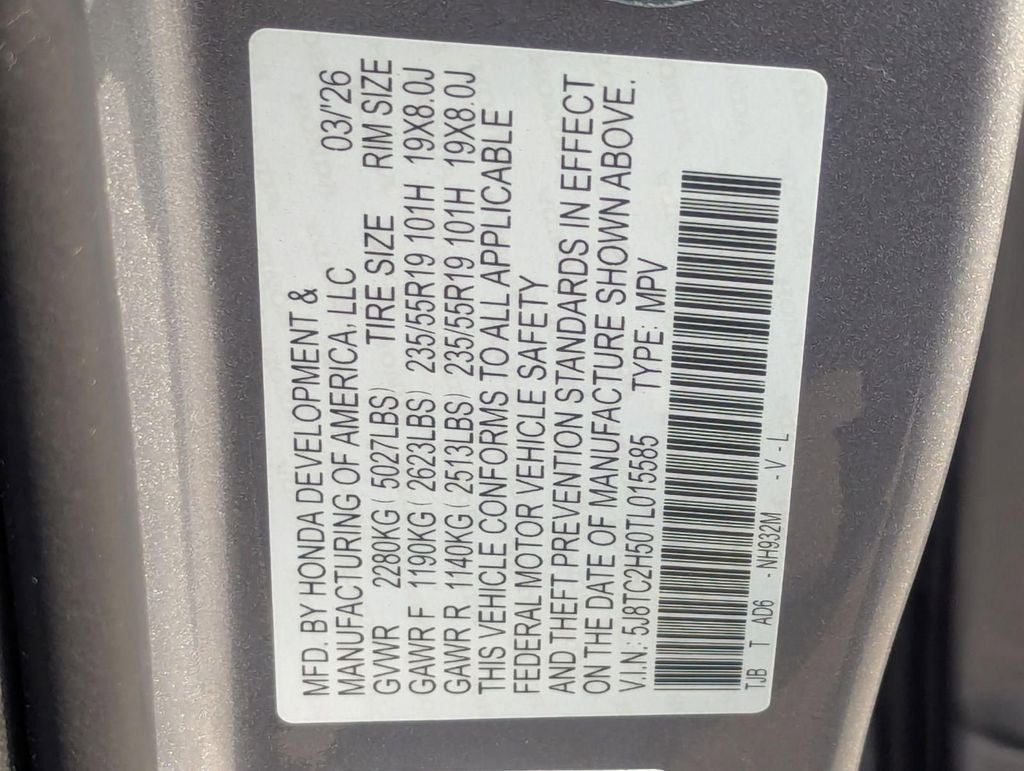 MFD. BY HONDA DEVELOPMENT & 03/"26
MANUFACTURING OF AMERICA, LLC
GVWR 2280KG ( 5027LBS) TIRE SIZE RIM SIZE
GAWR F 1190KG ( 2623LBS) 235/55R19 101H 19X8.0J
GAWR R 1140KG ( 2513LBS) 235/55R19 101H 19X8.0J
THIS VEHICLE CONFORMS TO ALL APPLICABLE
FEDERAL MOTOR VEHICLE SAFETY
AND THEFT PREVENTION STANDARDS IN EFFECT
ON THE DATE OF MANUFACTURE SHOWN ABOVE.
V.I.N: 5J8TC2H50TL015585 TYPE: MPV
TJB T AD6 - NH932M - V - L